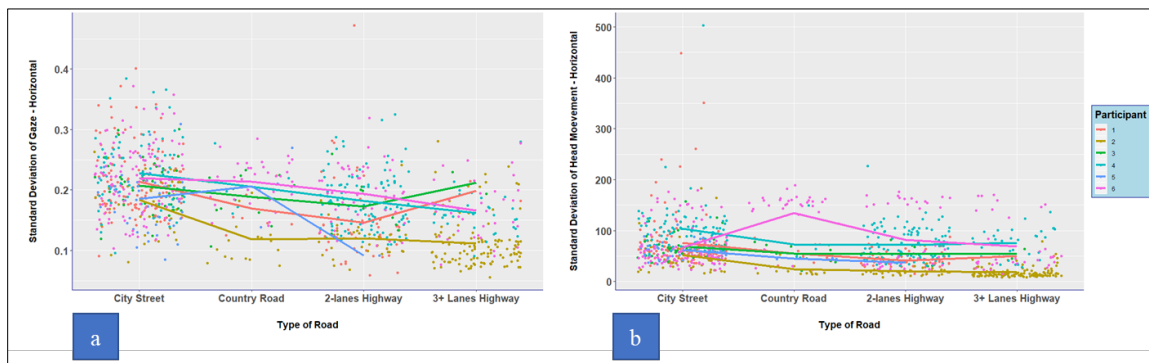 Standard Deviation of Gaze - Horizontal
0.4
0.3
0.2
0.1
City Street
Country Road
2-lanes Highway
3+ Lanes Highway
Type of Road
a
Standard Deviation of Head Moevement - Horizontal
500
400
300
200
100
0
City Street
Country Road
2-lanes Highway
3+ Lanes Highway
Type of Road
b
Participant
1
2
3
4
5
6